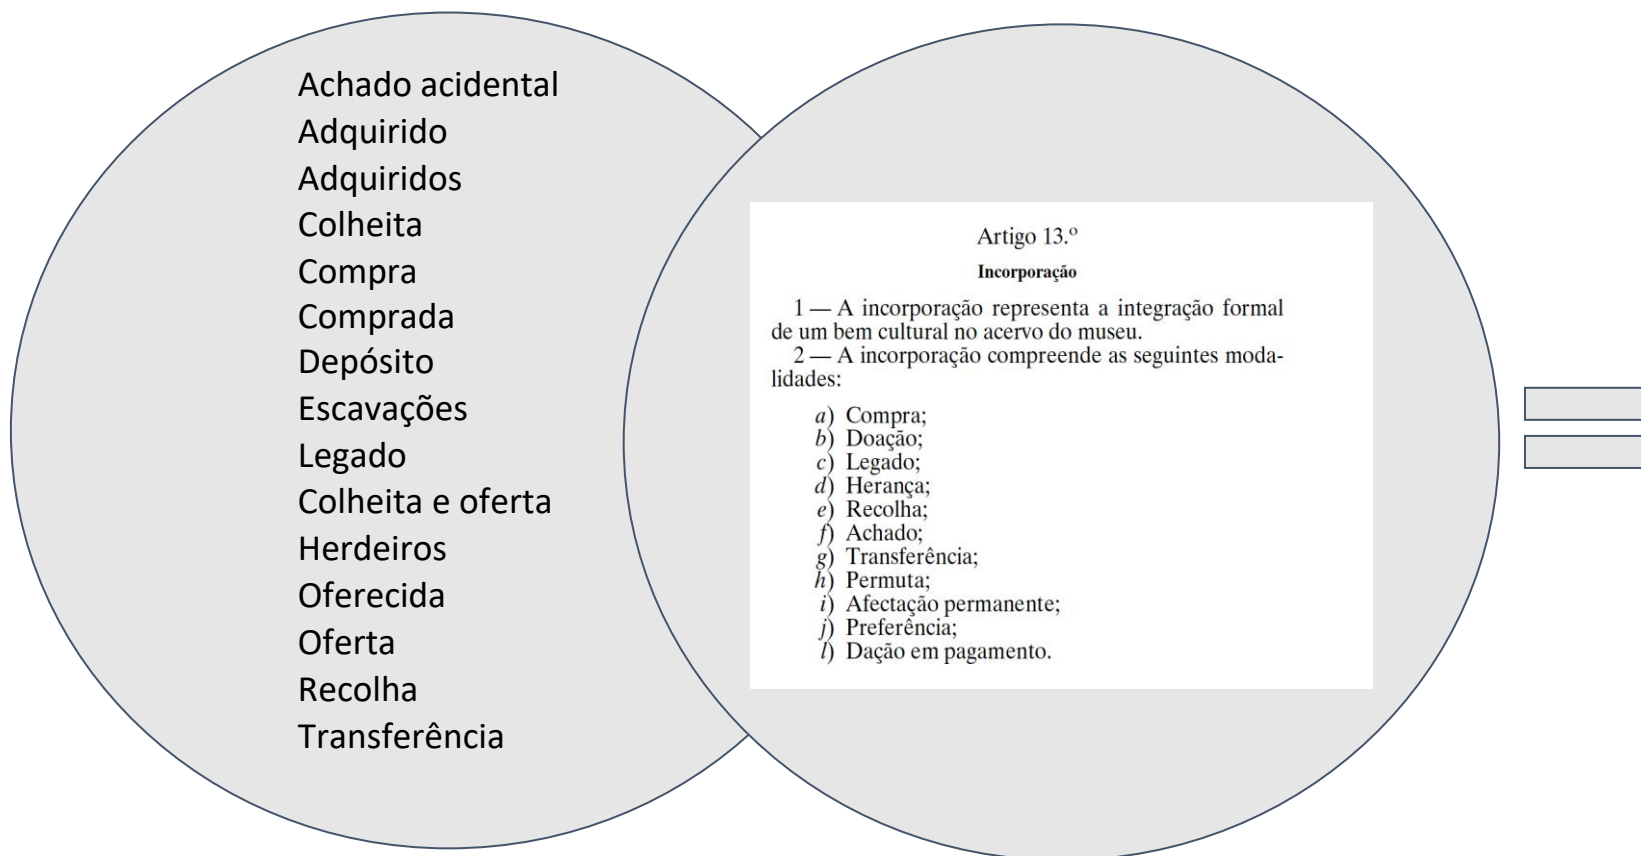 Achado acidental
Adquirido
Adquiridos
Colheita
Compra
Comprada
Depósito
Escavações
Legado
Colheita e oferta
Herdeiros
Oferecida
Oferta
Recolha
Transferência
Artigo 13.º
Incorporação
1 — A incorporação representa a integração formal
de um bem cultural no acervo do museu.
2 — A incorporação compreende as seguintes moda-
lidades:
a) Compra;
b) Doação;
c) Legado;
d) Herança;
e) Recolha;
f) Achado;
g) Transferência;
h) Permuta;
i) Afectação permanente;
j) Preferência;
l) Dação em pagamento.